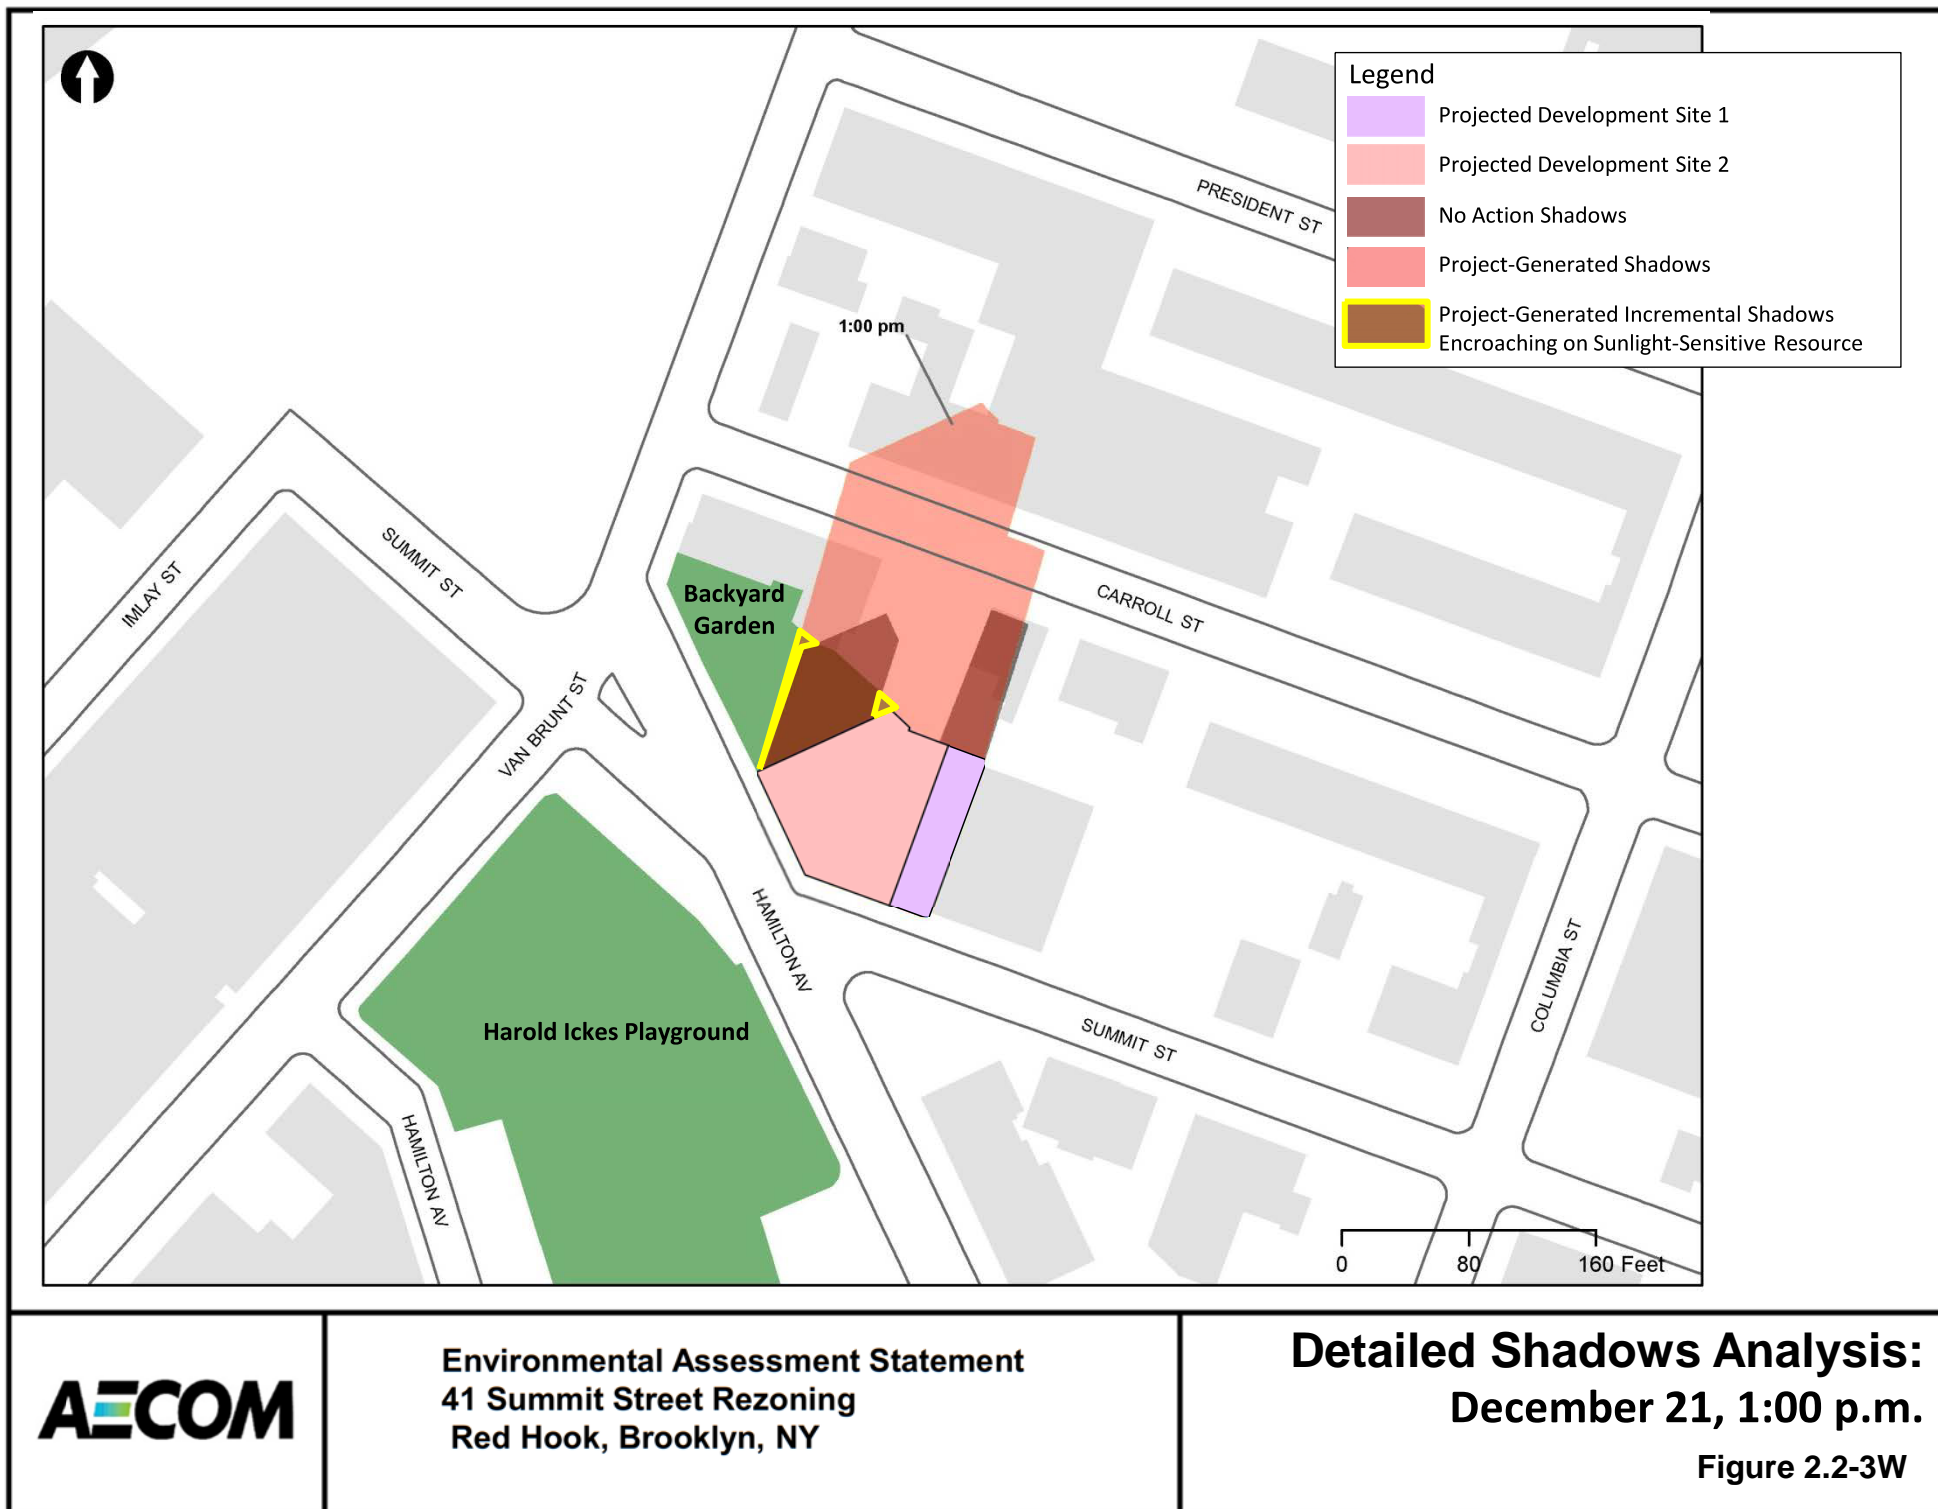 Legend
Projected Development Site 1
Projected Development Site 2
No Action Shadows
Project-Generated Shadows
Project-Generated Incremental Shadows
Encroaching on Sunlight-Sensitive Resource
PRESIDENT ST
1:00 pm
SUMMIT ST
IMLAY ST
Backyard
Garden
CARROLL ST
VAN BRUNT ST
HAMILTON AV
COLUMBIA ST
Harold Ickes Playground
SUMMIT ST
HAMILTON AV
0 80 160 Feet
AECOM
Environmental Assessment Statement
41 Summit Street Rezoning
Red Hook, Brooklyn, NY
Detailed Shadows Analysis:
December 21, 1:00 p.m.
Figure 2.2-3W